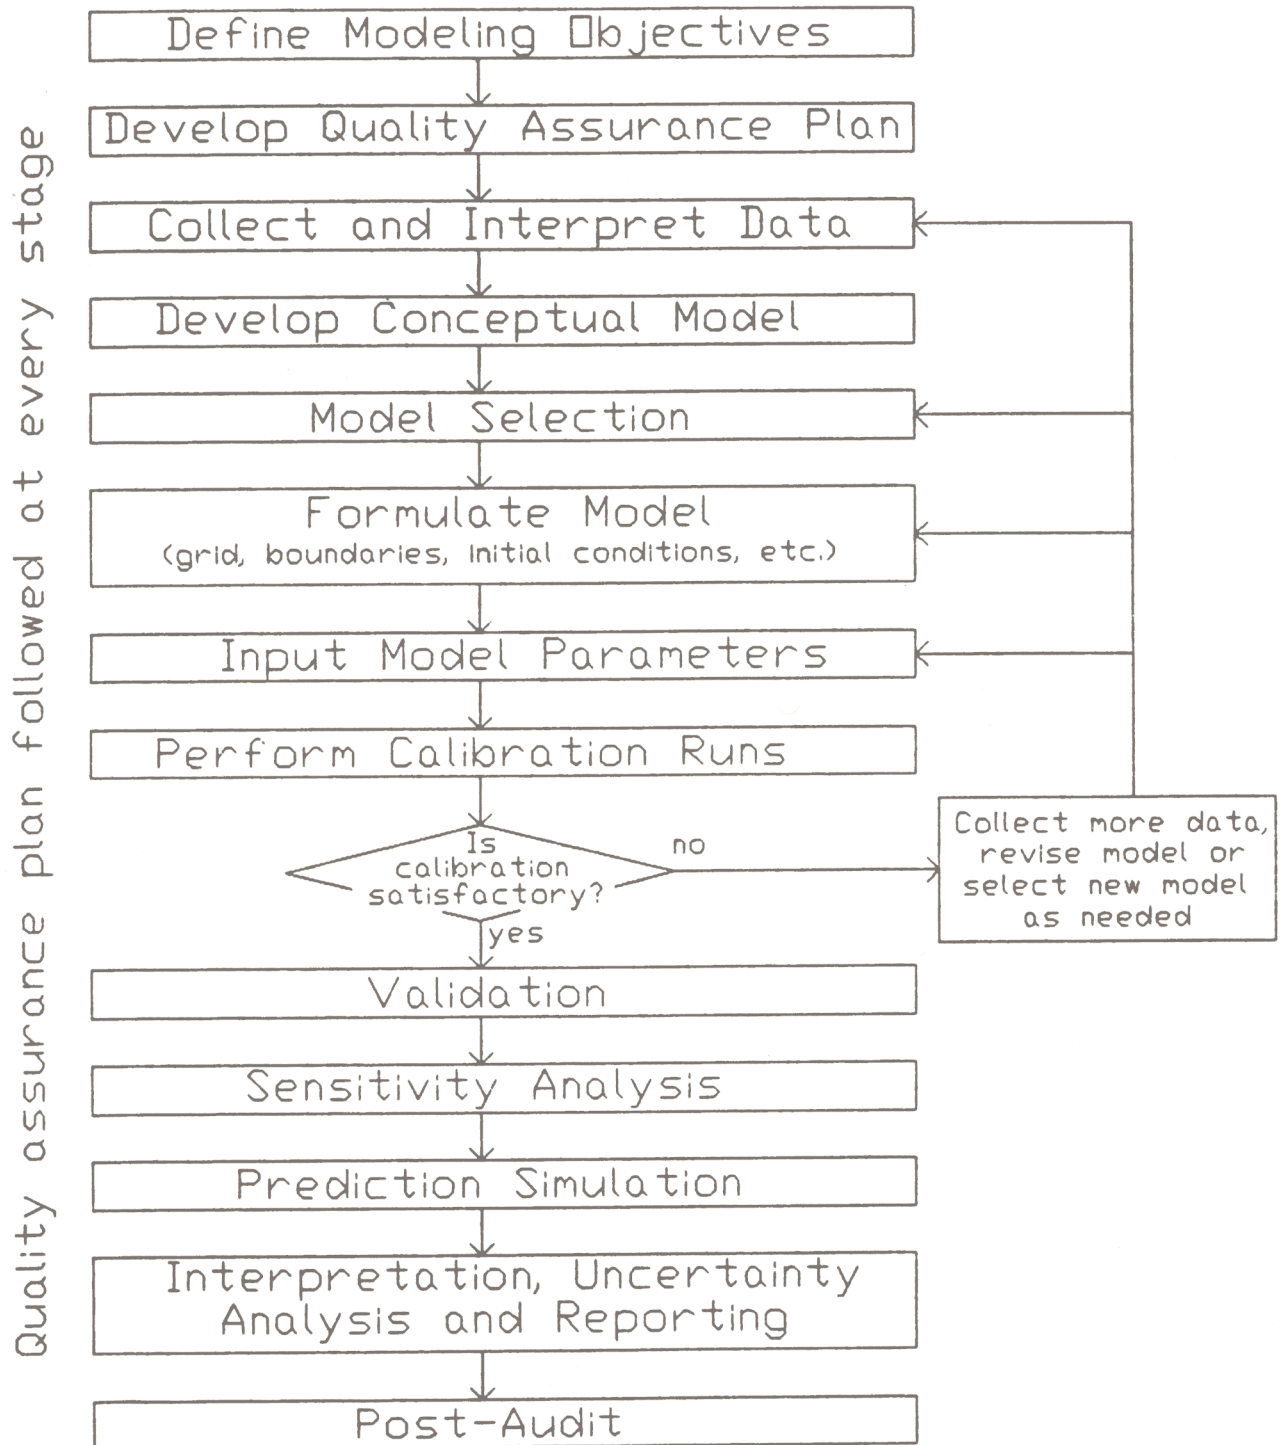 Define Modeling Objectives
Develop Quality Assurance Plan
Collect and Interpret Data
Develop Conceptual Model
Model Selection
Formulate Model
(grid, boundaries, initial conditions, etc.)
Input Model Parameters
Perform Calibration Runs
Is
calibration
satisfactory?
no
yes
Collect more data,
revise model or
select new model
as needed
Validation
Sensitivity Analysis
Prediction Simulation
Interpretation, Uncertainty
Analysis and Reporting
Post-Audit
Quality assurance plan followed at every stage